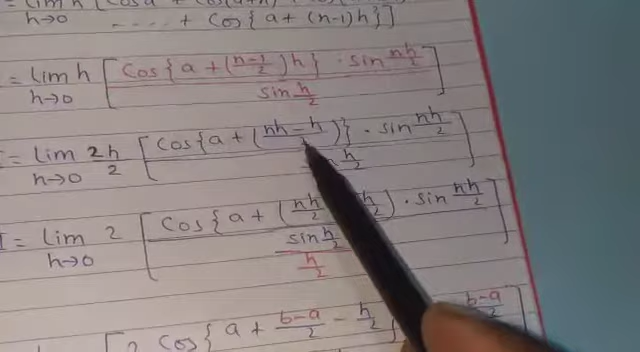 = lim h [cosa + cos(a+h) + cos
h→0 ..... + cos{a + (n-1)h}]
I = lim h [cos{a + (n-1/2)h} · sin nh/2 / sin h/2]
h→0
I = lim 2h/2 [cos{a + (nh-h/2)} · sin nh/2 / h/2]
h→0
I = lim 2 [cos{a + (nh/2 h/2) · sin nh/2 / sin h/2 / h/2]
h→0
2 cos{a + b-a/2 - h/2} b-a/2